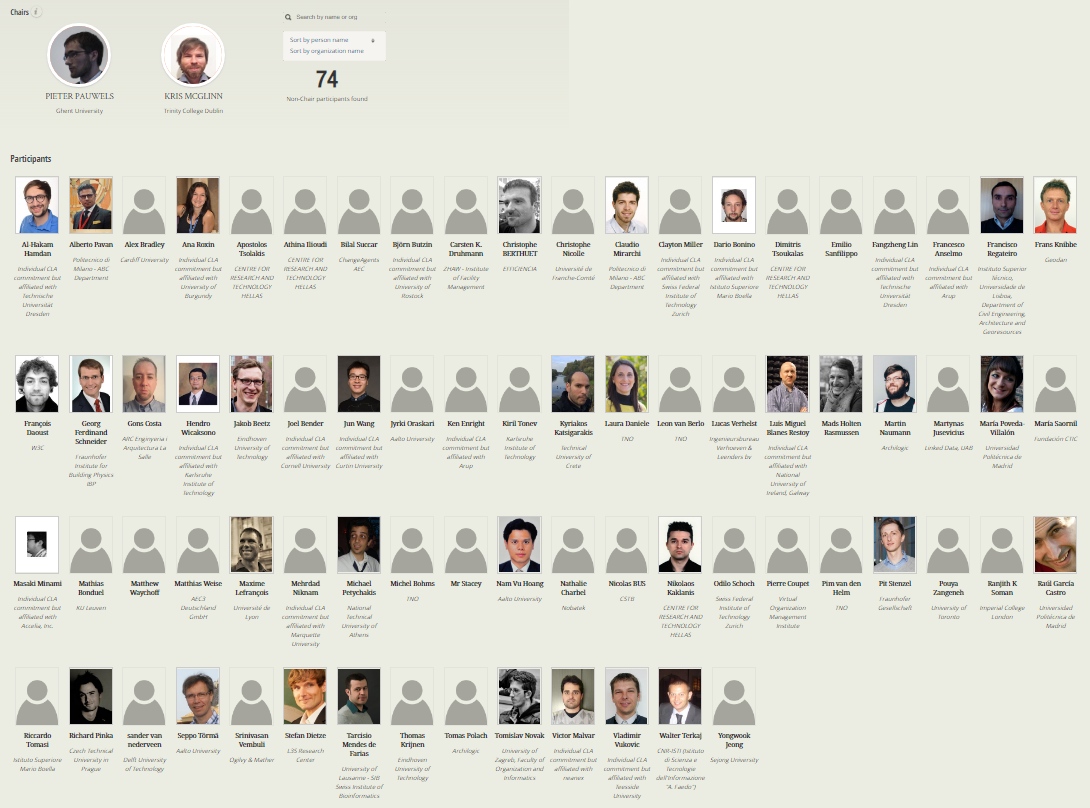 Chairs i
Search by name or org
Sort by person name
Sort by organization name
74
Non-Chair participants found
PIETER PAUWELS
Ghent University
KRIS MCGLINN
Trinity College Dublin
Participants
Al-Hakam
Hamdan
Individual CLA
commitment but
affiliated with
Technische
Universität
Dresden
Alberto Pavan
Politecnico di
Milano - ABC
Department
Alex Bradley
Cardiff University
Ana Roxin
Individual CLA
commitment but
affiliated with
University of
Burgundy
Apostolos
Tsolakis
CENTRE FOR
RESEARCH AND
TECHNOLOGY
HELLAS
Athina Ilioudi
CENTRE FOR
RESEARCH AND
TECHNOLOGY
HELLAS
Bilal Succar
ChangeAgents
AEC
Björn Butzin
Individual CLA
commitment but
affiliated with
University of
Rostock
Carsten K.
Druhmann
ZHAW - Institute
of Facility
Management
Christophe
BERTHUET
EFFICIENCIA
Christophe
Nicolle
Université de
Franche-Comté
Claudio
Mirarchi
Politecnico di
Milano - ABC
Department
Clayton Miller
Individual CLA
commitment but
affiliated with
Swiss Federal
Institute of
Technology
Zurich
Dario Bonino
Individual CLA
commitment but
affiliated with
Istituto Superiore
Mario Boella
Dimitris
Tsoukalas
CENTRE FOR
RESEARCH AND
TECHNOLOGY
HELLAS
Emilio
Sanfilippo
Fangzheng Lin
Individual CLA
commitment but
affiliated with
Technische
Universität
Dresden
Francesco
Anselmo
Individual CLA
commitment but
affiliated with
Arup
Francisco
Regateiro
Instituto Superior
Técnico,
Universidade de
Lisboa,
Department of
Civil Engineering,
Architecture and
Georesources
Frans Knibbe
Geodan
François
Daoust
W3C
Georg
Ferdinand
Schneider
Fraunhofer
Institute for
Building Physics
IBP
Gons Costa
ARC Enginyeria i
Arquitectura La
Salle
Hendro
Wicaksono
Individual CLA
commitment but
affiliated with
Karlsruhe
Institute of
Technology
Jakob Beetz
Eindhoven
University of
Technology
Joel Bender
Individual CLA
commitment but
affiliated with
Cornell University
Jun Wang
Individual CLA
commitment but
affiliated with
Curtin University
Jyrki Oraskari
Aalto University
Ken Enright
Individual CLA
commitment but
affiliated with
Arup
Kiril Tonev
Karlsruhe
Institute of
Technology
Kyriakos
Katsigarakis
Technical
University of
Crete
Laura Daniele
TNO
Leon van Berlo
TNO
Lucas Verhelst
Ingenieursbureau
Verhoeven &
Leenders bv
Luis Miguel
Blanes Restoy
Individual CLA
commitment but
affiliated with
National
University of
Ireland, Galway
Mads Holten
Rasmussen
Martin
Naumann
Archilogic
Martynas
Jusevicius
Linked Data, UAB
María Poveda-
Villalón
Universidad
Politécnica de
Madrid
María Saornil
Fundación CTIC
Masaki Minami
Individual CLA
commitment but
affiliated with
Accelia, Inc.
Mathias
Bonduel
KU Leuven
Matthew
Waychoff
Matthias Weise
AEC3
Deutschland
GmbH
Maxime
Lefrançois
Université de
Lyon
Mehrdad
Niknam
Individual CLA
commitment but
affiliated with
Marquette
University
Michael
Petychakis
National
Technical
University of
Athens
Michel Bohms
TNO
Mr Stacey
Nam Vu Hoang
Aalto University
Nathalie
Charbel
Nobatek
Nicolas BUS
CSTB
Nikolaos
Kaklanis
CENTRE FOR
RESEARCH AND
TECHNOLOGY
HELLAS
Odilo Schoch
Swiss Federal
Institute of
Technology
Zurich
Pierre Coupet
Virtual
Organization
Management
Institute
Pim van den
Helm
TNO
Pit Stenzel
Fraunhofer
Gesellschaft
Pouya
Zangeneh
University of
Toronto
Ranjith K
Soman
Imperial College
London
Raúl García
Castro
Universidad
Politécnica de
Madrid
Riccardo
Tomasi
Istituto Superiore
Mario Boella
Richard Pinka
Czech Technical
University in
Prague
sander van
nederveen
Delft University
of Technology
Seppo Törmä
Aalto University
Srinivasan
Vembuli
Ogilvy & Mather
Stefan Dietze
L3S Research
Center
Tarcisio
Mendes de
Farias
University of
Lausanne - SIB
Swiss Institute of
Bioinformatics
Thomas
Krijnen
Eindhoven
University of
Technology
Tomas Polach
Archilogic
Tomislav Novak
University of
Zagreb, Faculty of
Organization and
Informatics
Victor Malvar
Individual CLA
commitment but
affiliated with
neanex
Vladimir
Vukovic
Individual CLA
commitment but
affiliated with
Teesside
University
Walter Terkaj
CNR-ISTI (Istituto
di Scienza e
Tecnologie
dell'Informazione
"A. Faedo")
Yongwook
Jeong
Sejong University